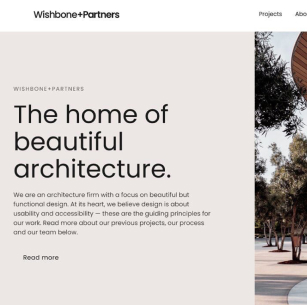 Wishbone+Partners
Projects Abo
WISHBONE+PARTNERS
The home of
beautiful
architecture.
We are an architecture firm with a focus on beautiful but
functional design. At its heart, we believe design is about
usability and accessibility — these are the guiding principles for
our work. Read more about our previous projects, our process
and our team below.
Read more